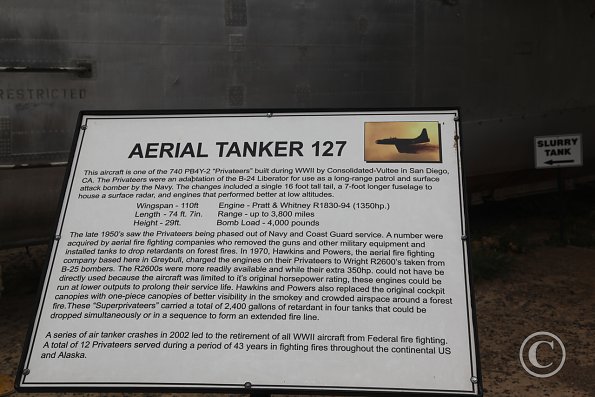 RESTRICTED
SLURRY
TANK
AERIAL TANKER 127
This aircraft is one of the 740 PB4Y-2 "Privateers" built during WWII by Consolidated-Vultee in San Diego,
CA. The Privateers were an adaptation of the B-24 Liberator for use as a long-range patrol and surface
attack bomber by the Navy. The changes included a single 16 foot tall tail, a 7-foot longer fuselage to
house a surface radar, and engines that performed better at low altitudes.
Wingspan - 110ft Engine - Pratt & Whitney R1830-94 (1350hp.)
Length - 74 ft. 7in. Range - up to 3,800 miles
Height - 29ft. Bomb Load - 4,000 pounds
The late 1950's saw the Privateers being phased out of Navy and Coast Guard service. A number were
acquired by aerial fire fighting companies who removed the guns and other military equipment and
installed tanks to drop retardants on forest fires. In 1970, Hawkins and Powers, the aerial fire fighting
company based here in Greybull, charged the engines on their Privateers to Wright R2600's taken from
B-25 bombers. The R2600s were more readily available and while their extra 350hp. could not have be
directly used because the aircraft was limited to it's original horsepower rating, these engines could be
run at lower outputs to prolong their service life. Hawkins and Powers also replaced the original cockpit
canopies with one-piece canopies of better visibility in the smokey and crowded airspace around a forest
fire.These "Superprivateers" carried a total of 2,400 gallons of retardant in four tanks that could be
dropped simultaneously or in a sequence to form an extended fire line.
A series of air tanker crashes in 2002 led to the retirement of all WWII aircraft from Federal fire fighting.
A total of 12 Privateers served during a period of 43 years in fighting fires throughout the continental US
and Alaska.
©